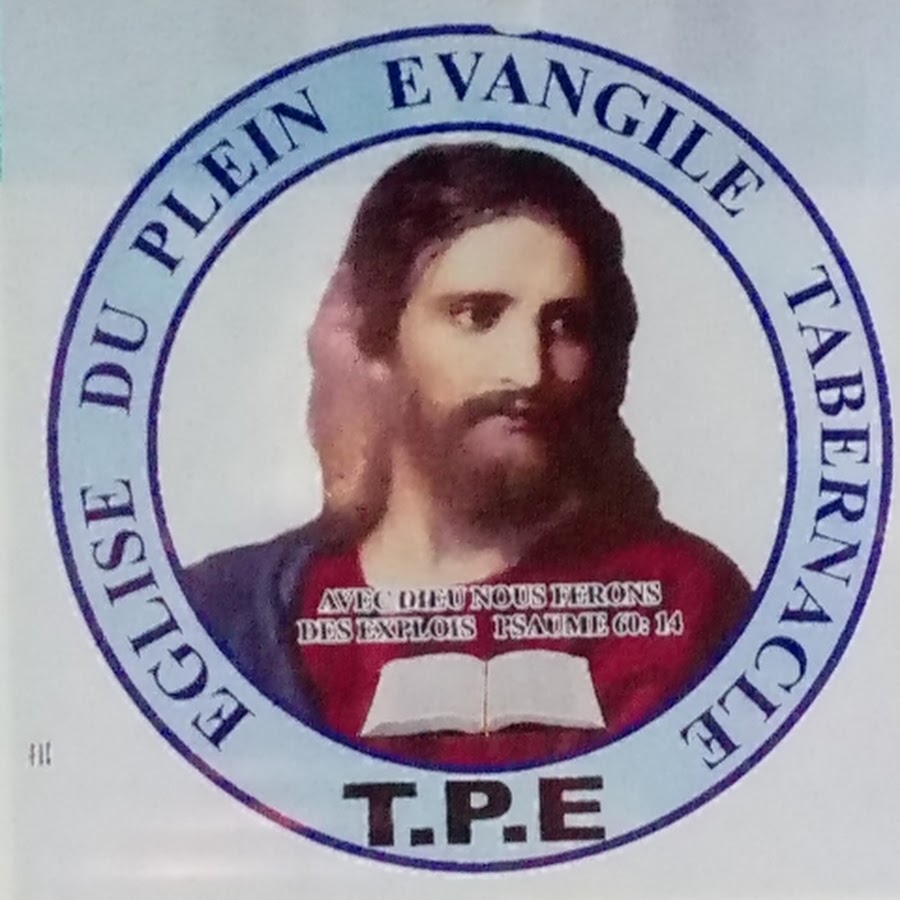 EGLISE DU PLEIN EVANGILE TABERNACLE
AVEC DIEU NOUS FERONS
DES EXPLOIS PSAUME 60: 14
T.P.E